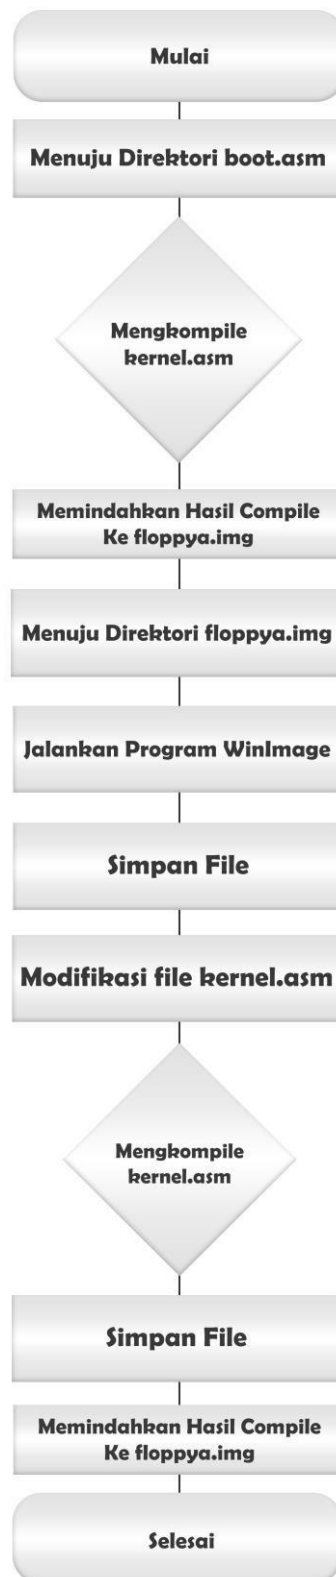 Mulai
Menuju Direktori boot.asm
Mengkompile
kernel.asm
Memindahkan Hasil Compile
Ke floppya.img
Menuju Direktori floppya.img
Jalankan Program WinImage
Simpan File
Modifikasi file kernel.asm
Mengkompile
kernel.asm
Simpan File
Memindahkan Hasil Compile
Ke floppya.img
Selesai